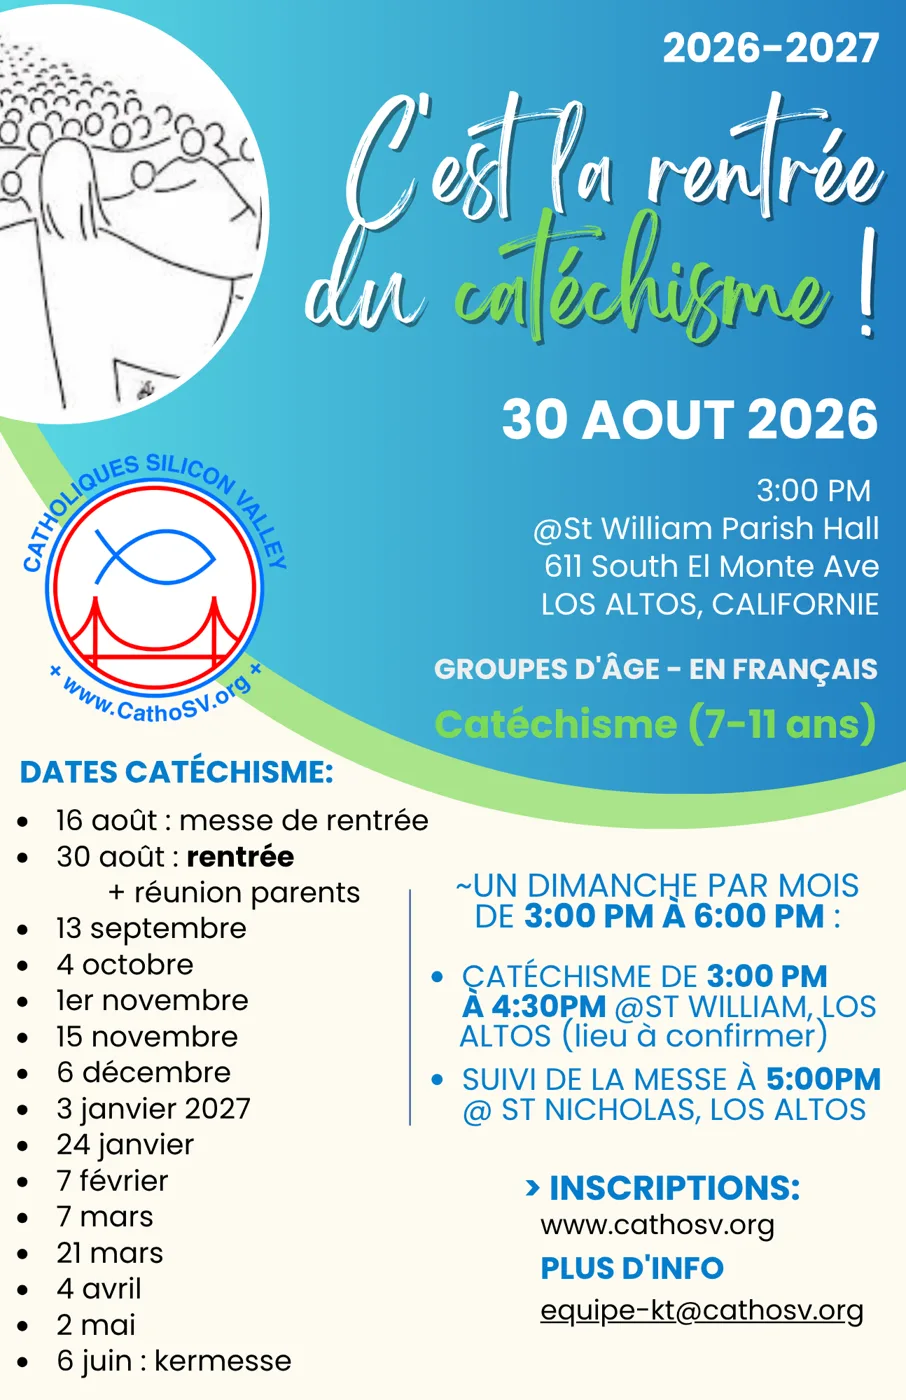 2026-2027
C'est la rentrée
du catéchisme !
30 AOUT 2026
3:00 PM
@St William Parish Hall
611 South El Monte Ave
LOS ALTOS, CALIFORNIE
GROUPES D'ÂGE - EN FRANÇAIS
Catéchisme (7-11 ans)
CATHOLIQUES SILICON VALLEY
+ www.CathoSV.org +
DATES CATÉCHISME:
• 16 août : messe de rentrée
• 30 août : rentrée
+ réunion parents
• 13 septembre
• 4 octobre
• 1er novembre
• 15 novembre
• 6 décembre
• 3 janvier 2027
• 24 janvier
• 7 février
• 7 mars
• 21 mars
• 4 avril
• 2 mai
• 6 juin : kermesse
~UN DIMANCHE PAR MOIS
DE 3:00 PM À 6:00 PM :
• CATÉCHISME DE 3:00 PM
À 4:30PM @ST WILLIAM, LOS
ALTOS (lieu à confirmer)
• SUIVI DE LA MESSE À 5:00PM
@ ST NICHOLAS, LOS ALTOS
> INSCRIPTIONS:
www.cathosv.org
PLUS D'INFO
equipe-kt@cathosv.org